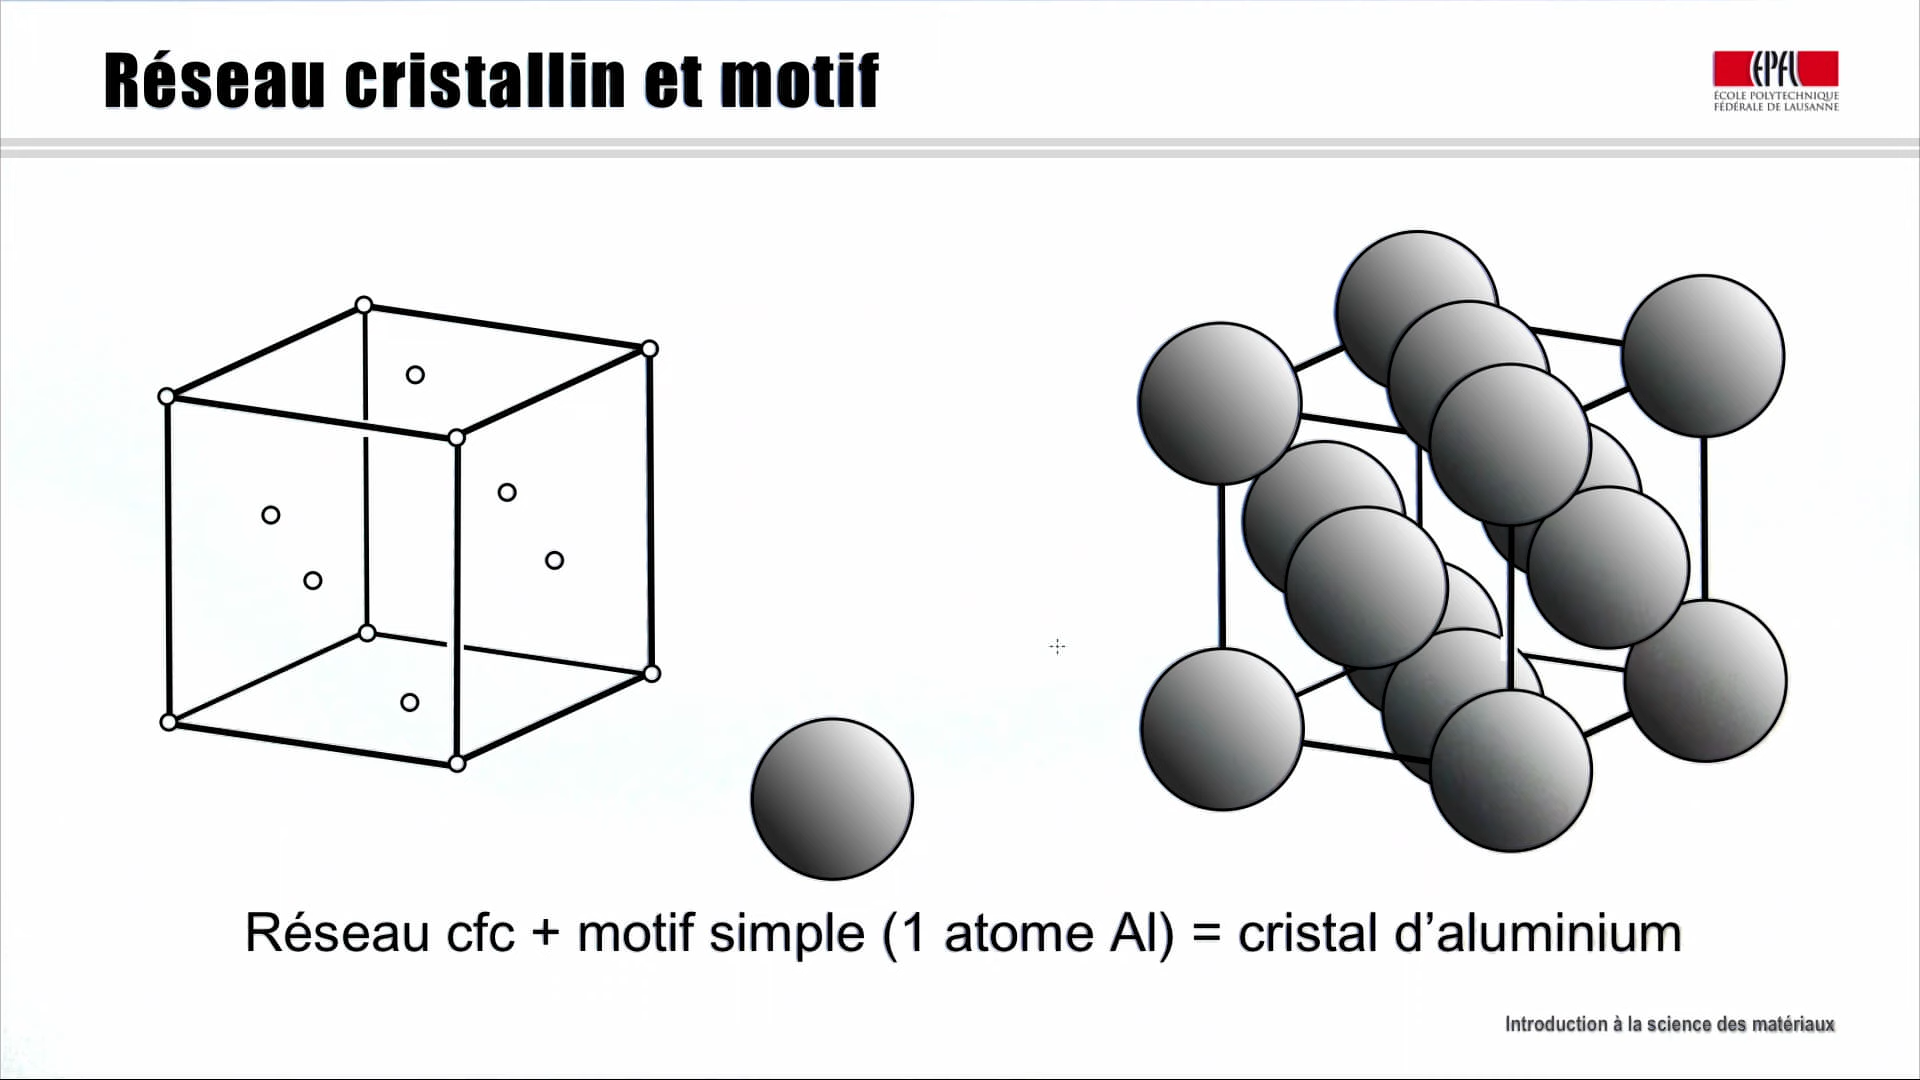 Réseau cristallin et motif
EPFL
ÉCOLE POLYTECHNIQUE
FÉDÉRALE DE LAUSANNE
Réseau cfc + motif simple (1 atome Al) = cristal d’aluminium
Introduction à la science des matériaux